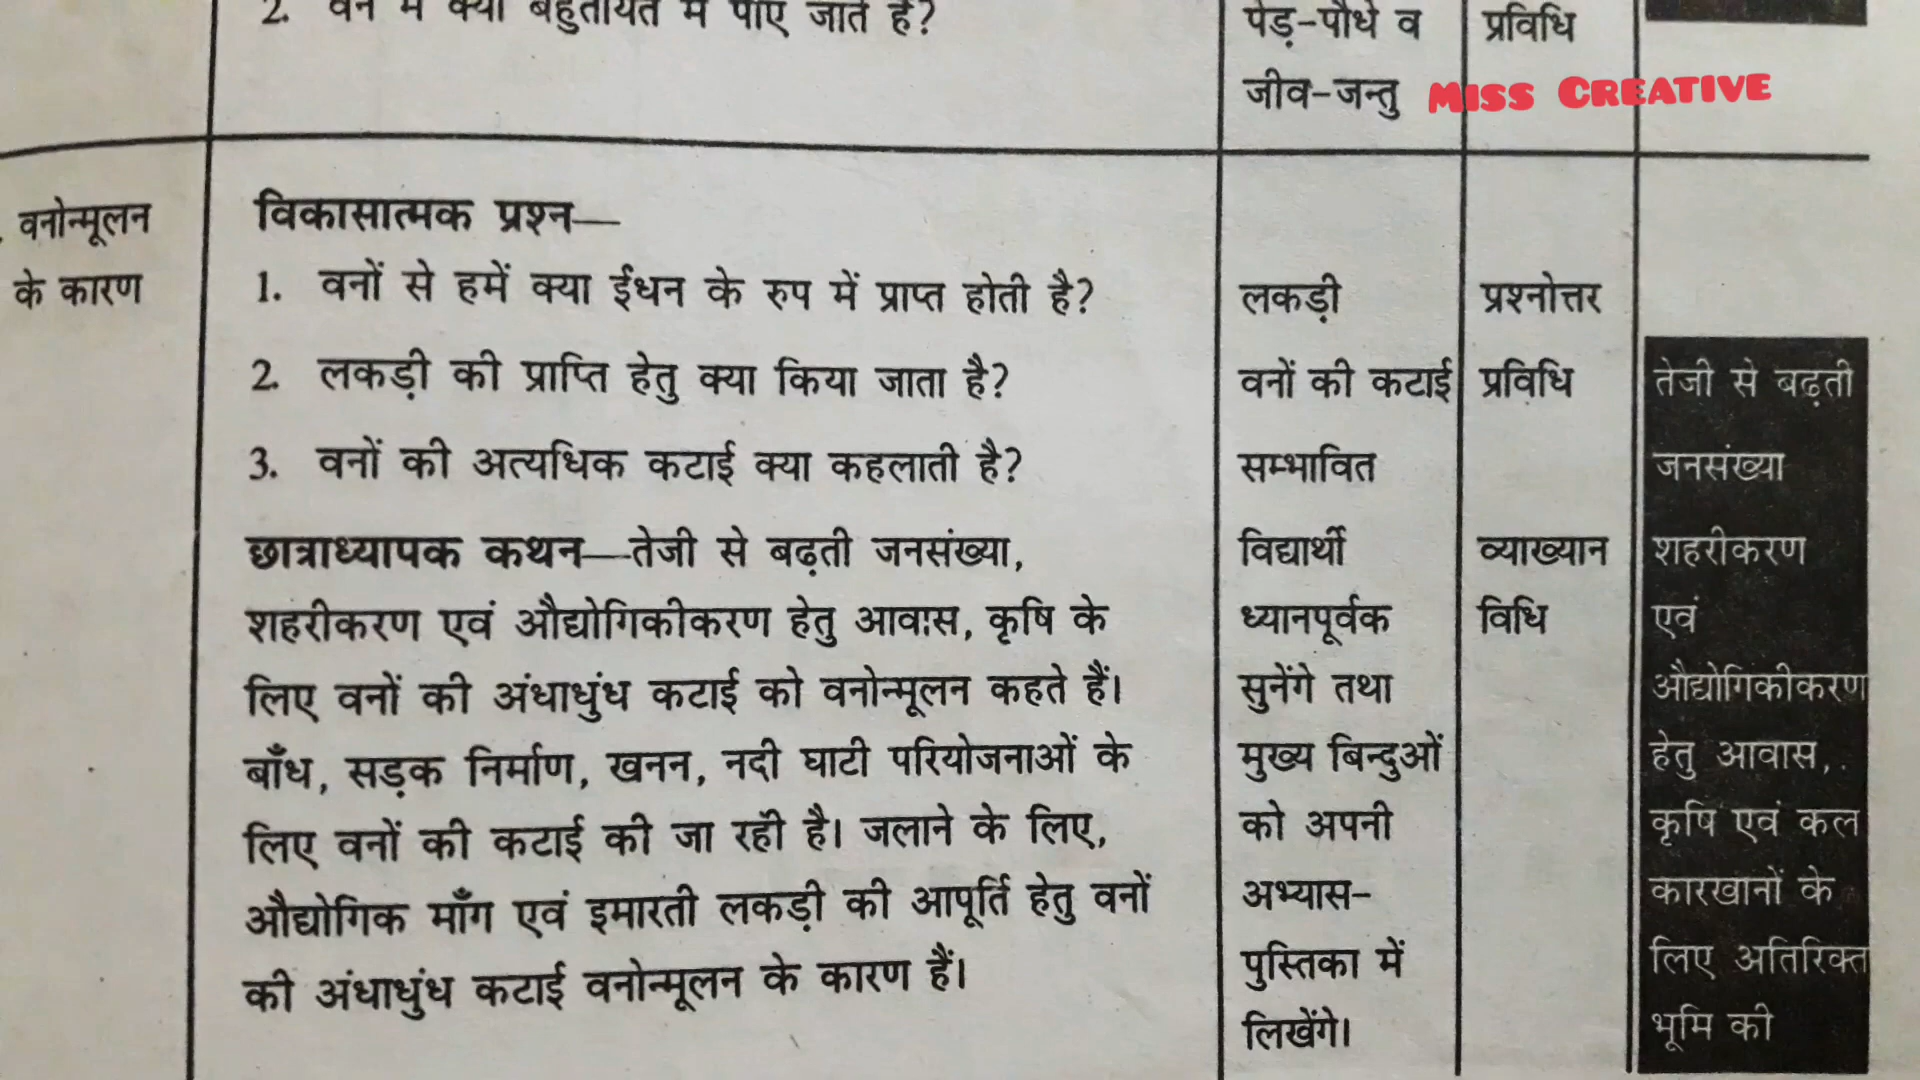 2. वन में क्या बहुतायत में पाए जाते हैं?
पेड़-पौधे व
प्रविधि
जीव-जन्तु
Miss Creative
वनोन्मूलन
के कारण
विकासात्मक प्रश्न—
1. वनों से हमें क्या ईंधन के रुप में प्राप्त होती है?
2. लकड़ी की प्राप्ति हेतु क्या किया जाता है?
3. वनों की अत्यधिक कटाई क्या कहलाती है?
छात्राध्यापक कथन—तेजी से बढ़ती जनसंख्या,
शहरीकरण एवं औद्योगिकीकरण हेतु आवास, कृषि के
लिए वनों की अंधाधुंध कटाई को वनोन्मूलन कहते हैं।
बाँध, सड़क निर्माण, खनन, नदी घाटी परियोजनाओं के
लिए वनों की कटाई की जा रही है। जलाने के लिए,
औद्योगिक माँग एवं इमारती लकड़ी की आपूर्ति हेतु वनों
की अंधाधुंध कटाई वनोन्मूलन के कारण हैं।
लकड़ी
वनों की कटाई
सम्भावित
विद्यार्थी
ध्यानपूर्वक
सुनेंगे तथा
मुख्य बिन्दुओं
को अपनी
अभ्यास-
पुस्तिका में
लिखेंगे।
प्रश्नोत्तर
प्रविधि
व्याख्यान
विधि
तेजी से बढ़ती
जनसंख्या
शहरीकरण
एवं
औद्योगिकीकरण
हेतु आवास,
कृषि एवं कल
कारखानों के
लिए अतिरिक्त
भूमि की